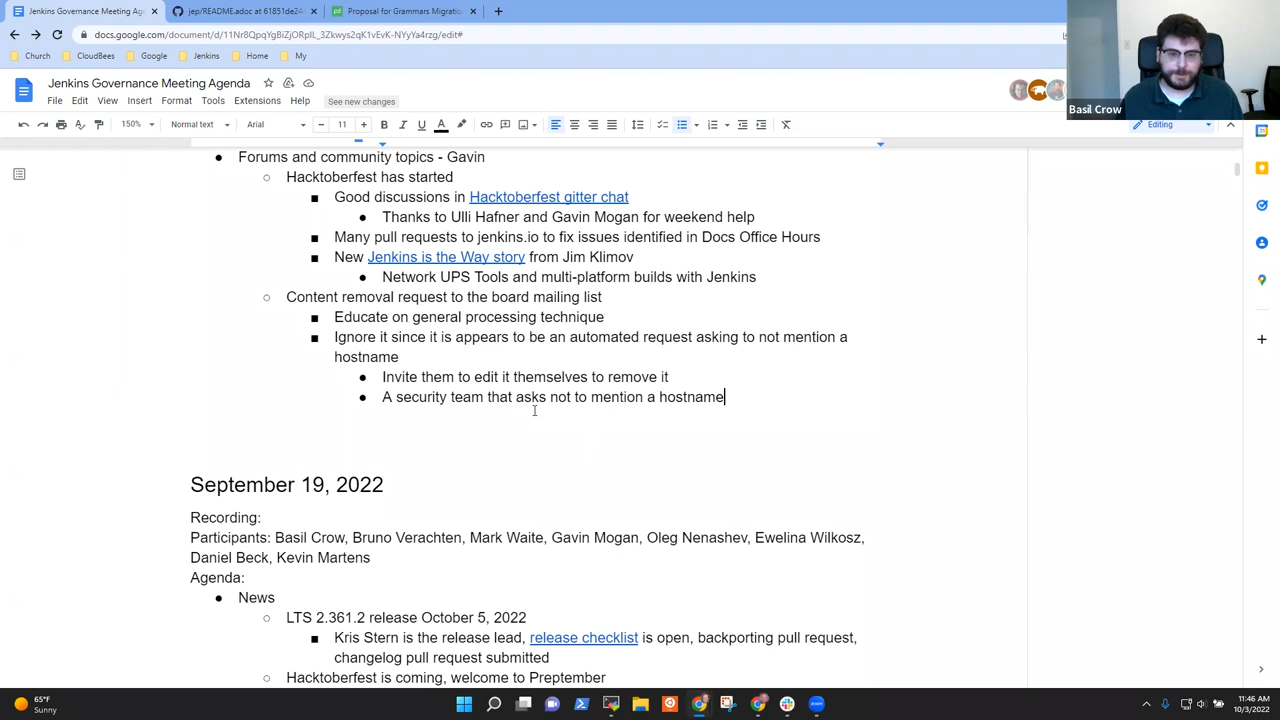 Jenkins Governance Meeting Ag
jep/README.adoc at 61851de24
Proposal for Grammars Migration
docs.google.com/document/d/11Nr8QpqYgBiZjORpIL_3Zkwys2qK1vEvK-NYyYa4rzg/edit#
Church CloudBees Google Jenkins Home My
Jenkins Governance Meeting Agenda
File Edit View Insert Format Tools Extensions Help See new changes
150% Normal text Arial 11 Editing
Basil Crow
Forums and community topics - Gavin
Hacktoberfest has started
Good discussions in Hacktoberfest gitter chat
Thanks to Ulli Hafner and Gavin Mogan for weekend help
Many pull requests to jenkins.io to fix issues identified in Docs Office Hours
New Jenkins is the Way story from Jim Klimov
Network UPS Tools and multi-platform builds with Jenkins
Content removal request to the board mailing list
Educate on general processing technique
Ignore it since it is appears to be an automated request asking to not mention a
hostname
Invite them to edit it themselves to remove it
A security team that asks not to mention a hostname
September 19, 2022
Recording:
Participants: Basil Crow, Bruno Verachten, Mark Waite, Gavin Mogan, Oleg Nenashev, Ewelina Wilkosz,
Daniel Beck, Kevin Martens
Agenda:
News
LTS 2.361.2 release October 5, 2022
Kris Stern is the release lead, release checklist is open, backporting pull request,
changelog pull request submitted
Hacktoberfest is coming, welcome to Preptember
65°F
Sunny
11:46 AM
10/3/2022